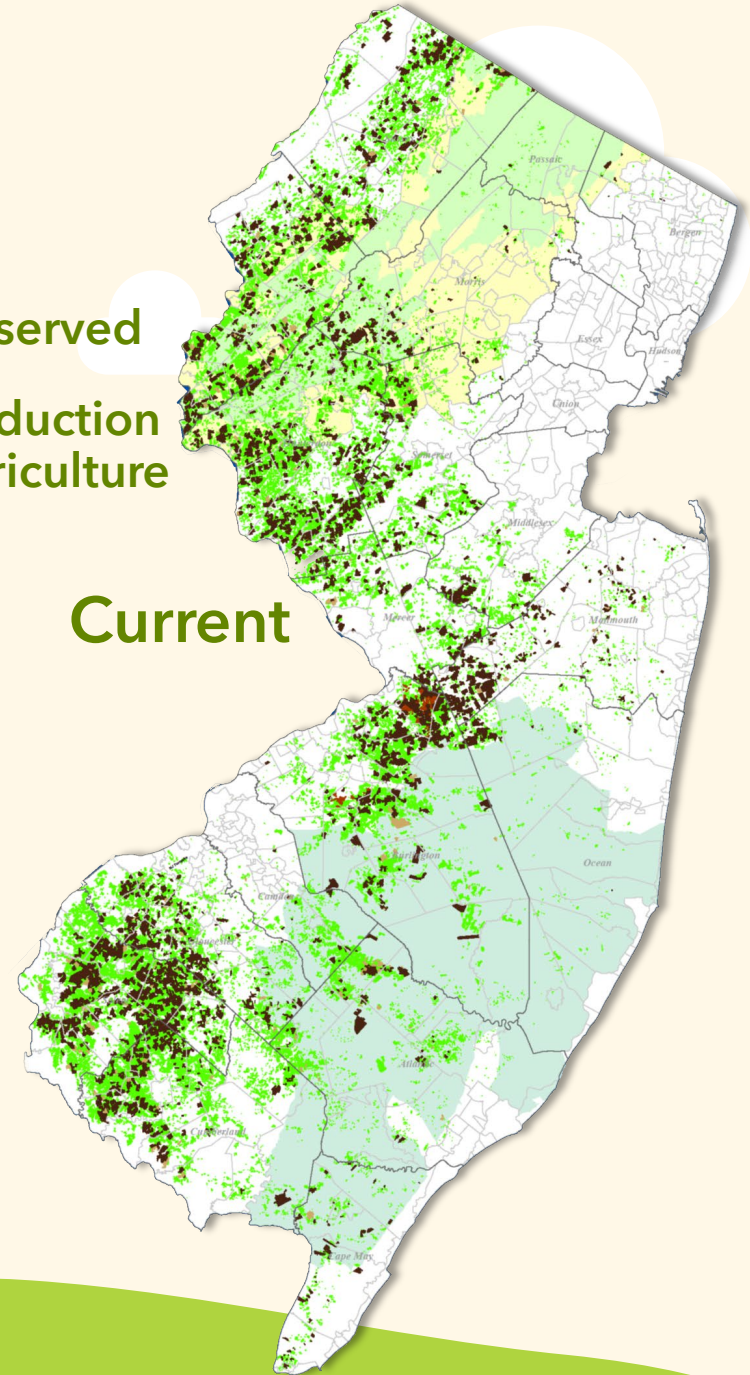 served
duction
riculture
Current
Passaic
Bergen
Morris
Essex
Hudson
Union
Somerset
Middlesex
Mercer
Monmouth
Burlington
Ocean
Camden
Gloucester
Atlantic
Cumberland
Cape May